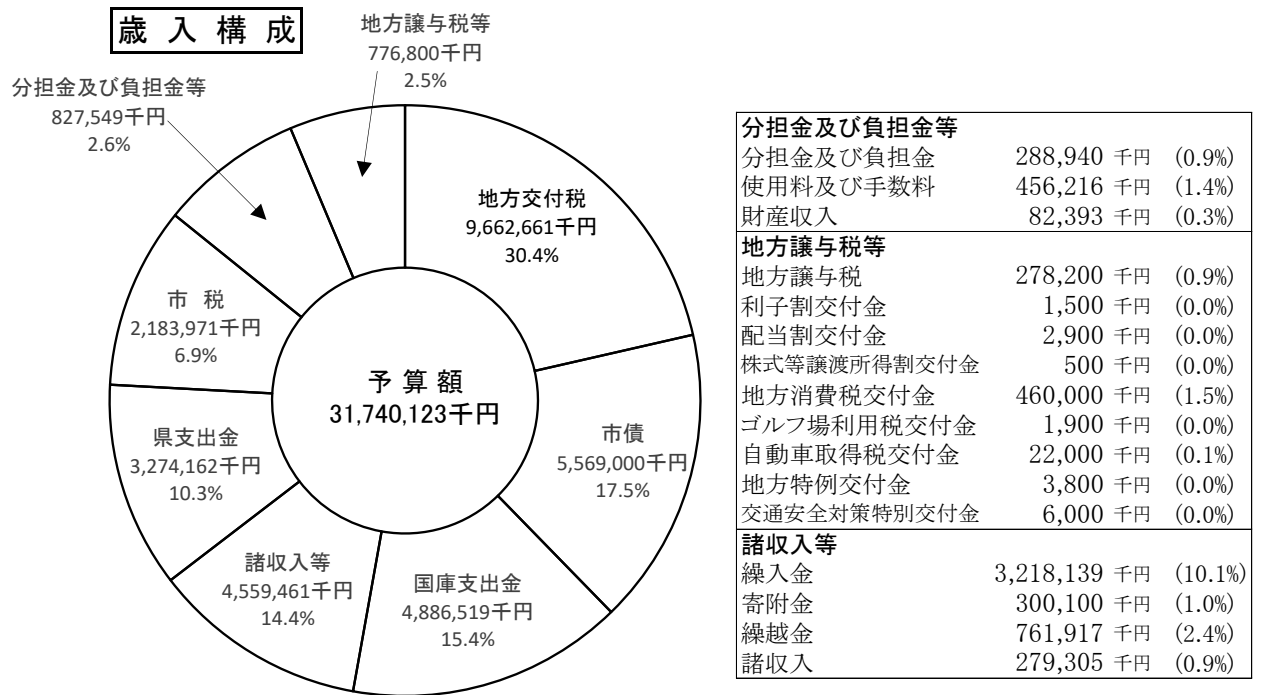 歳入構成
地方譲与税等
776,800千円
2.5%
分担金及び負担金等
827,549千円
2.6%
地方交付税
9,662,661千円
30.4%
市債
5,569,000千円
17.5%
国庫支出金
4,886,519千円
15.4%
諸収入等
4,559,461千円
14.4%
県支出金
3,274,162千円
10.3%
市 税
2,183,971千円
6.9%
予 算 額
31,740,123千円
分担金及び負担金等
分担金及び負担金 288,940 千円 (0.9%)
使用料及び手数料 456,216 千円 (1.4%)
財産収入 82,393 千円 (0.3%)
地方譲与税等
地方譲与税 278,200 千円 (0.9%)
利子割交付金 1,500 千円 (0.0%)
配当割交付金 2,900 千円 (0.0%)
株式等譲渡所得割交付金 500 千円 (0.0%)
地方消費税交付金 460,000 千円 (1.5%)
ゴルフ場利用税交付金 1,900 千円 (0.0%)
自動車取得税交付金 22,000 千円 (0.1%)
地方特例交付金 3,800 千円 (0.0%)
交通安全対策特別交付金 6,000 千円 (0.0%)
諸収入等
繰入金 3,218,139 千円 (10.1%)
寄附金 300,100 千円 (1.0%)
繰越金 761,917 千円 (2.4%)
諸収入 279,305 千円 (0.9%)